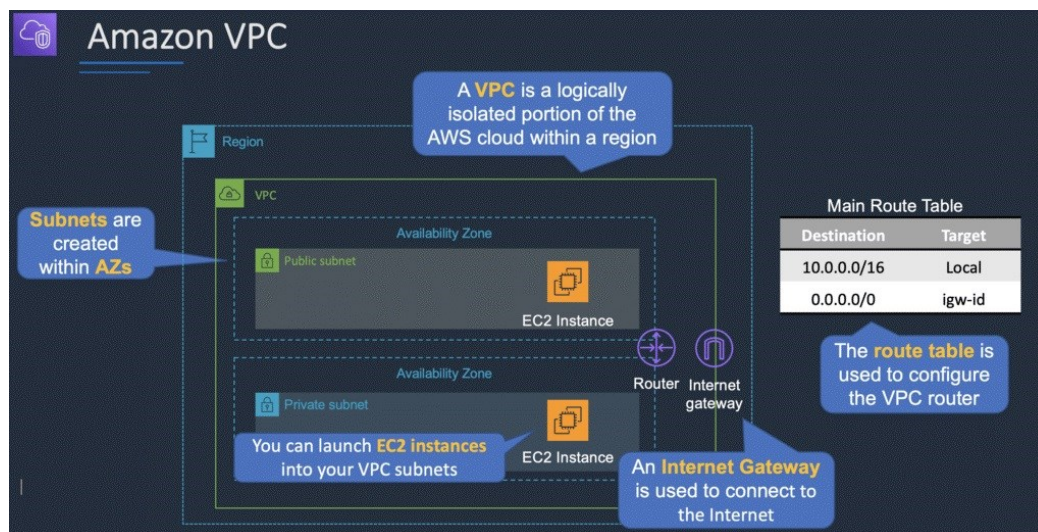 Amazon VPC
A VPC is a logically
isolated portion of the
AWS cloud within a region
Region
VPC
Subnets are
created
within AZs
Availability Zone
Public subnet
EC2 Instance
Availability Zone
Private subnet
EC2 Instance
You can launch EC2 instances
into your VPC subnets
Router
Internet
gateway
An Internet Gateway
is used to connect to
the Internet
Main Route Table
Destination Target
10.0.0.0/16 Local
0.0.0.0/0 igw-id
The route table is
used to configure
the VPC router